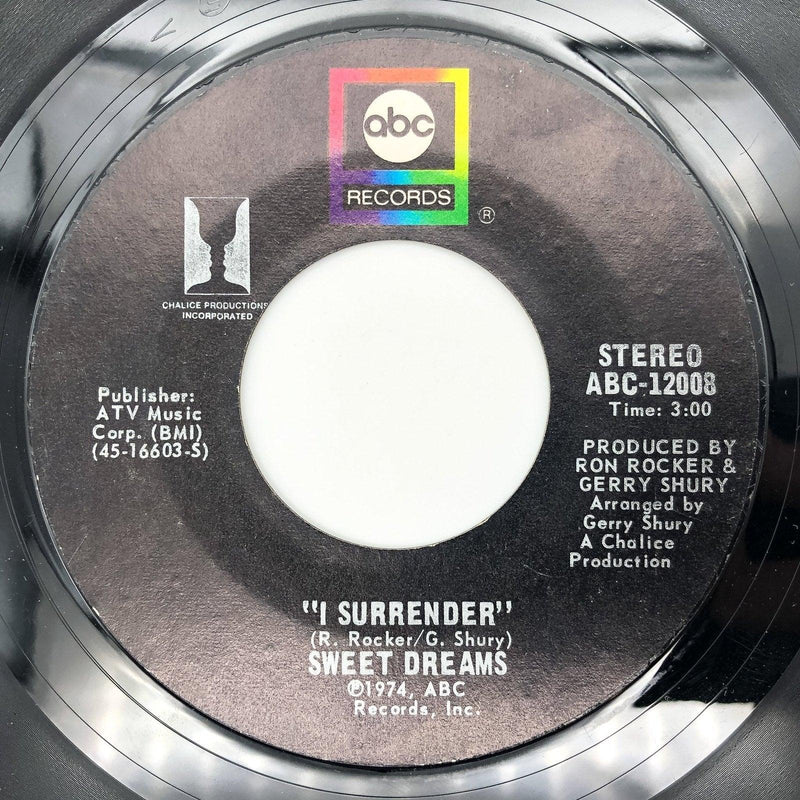 abc
RECORDS
®
CHALICE PRODUCTIONS
INCORPORATED
Publisher:
ATV Music
Corp. (BMI)
(45-16603-S)
STEREO
ABC-12008
Time: 3:00
PRODUCED BY
RON ROCKER &
GERRY SHURY
Arranged by
Gerry Shury
A Chalice
Production
"I SURRENDER"
(R. Rocker/G. Shury)
SWEET DREAMS
℗1974, ABC
Records, Inc.